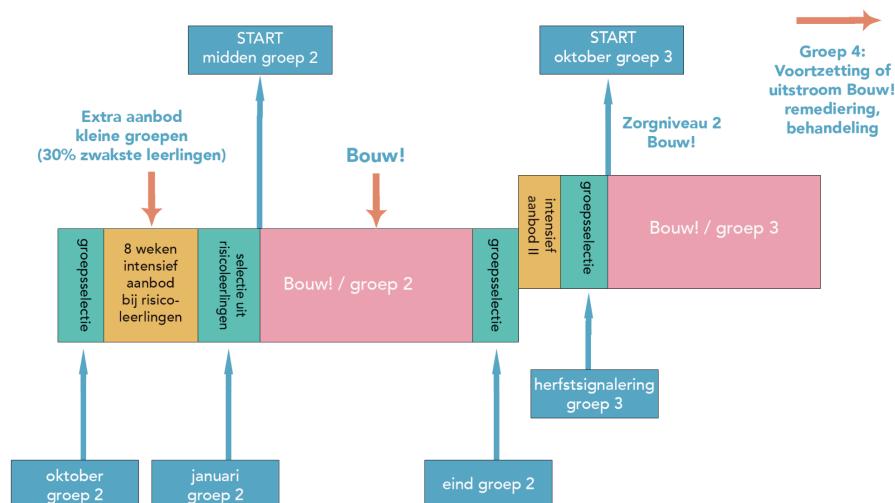 START
midden groep 2
START
oktober groep 3
Groep 4:
Voortzetting of
uitstroom Bouw!
remediering,
behandeling
Extra aanbod
kleine groepen
(30% zwakste leerlingen)
Bouw!
Zorgniveau 2
Bouw!
groepsselectie
8 weken
intensief
aanbod
bij risico-
leerlingen
selectie uit
risicoleerlingen
Bouw! / groep 2
groepsselectie
intensief
aanbod II
groepsselectie
Bouw! / groep 3
herfstsignalering
groep 3
oktober
groep 2
januari
groep 2
eind groep 2